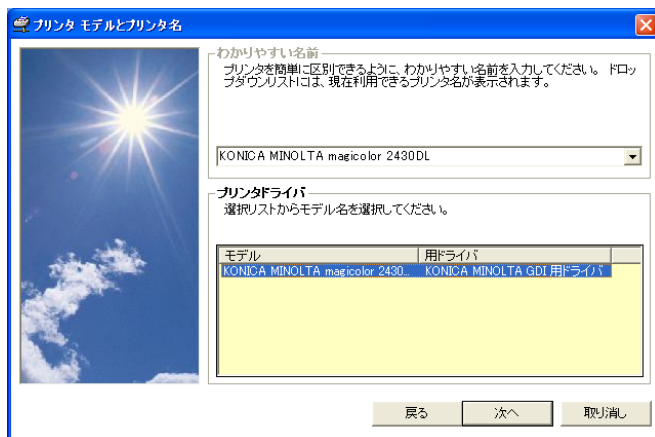 プリンタ モデルとプリンタ名
わかりやすい名前
プリンタを簡単に区別できるように、わかりやすい名前を入力してください。 ドロッ
プダウンリストには、現在利用できるプリンタ名が表示されます。
KONICA MINOLTA magicolor 2430DL
プリンタドライバ
選択リストからモデル名を選択してください。
モデル 用ドライバ
KONICA MINOLTA magicolor 2430... KONICA MINOLTA GDI 用ドライバ
戻る 次へ 取り消し